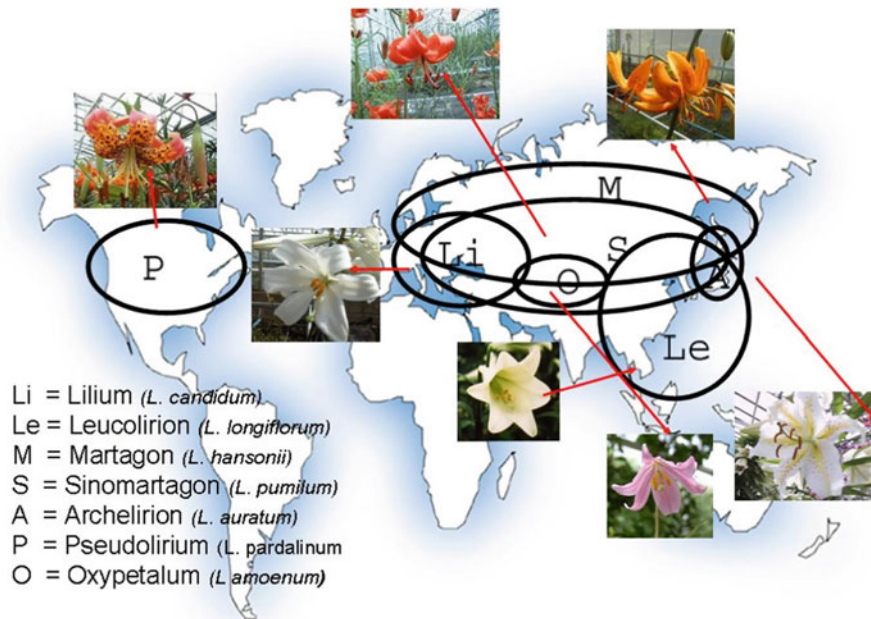 M
S
Li
P
O
A
Le
Li = Lilium (L. candidum)
Le = Leucolirion (L. longiflorum)
M = Martagon (L. hansonii)
S = Sinomartagon (L. pumilum)
A = Archelirion (L. auratum)
P = Pseudolirium (L. pardalinum
O = Oxypetalum (L amoenum)